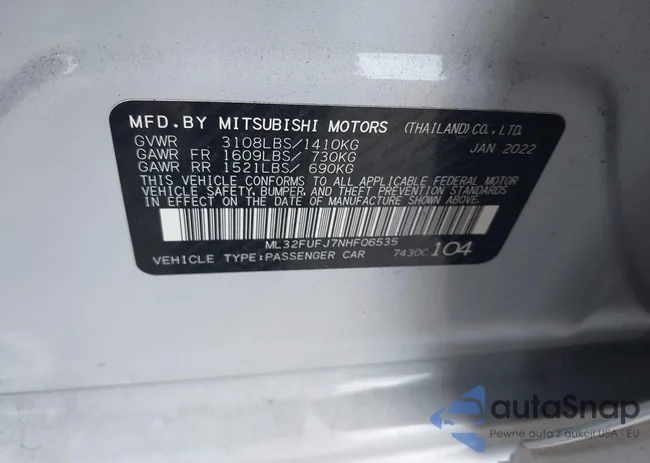 MFD.BY MITSUBISHI MOTORS (THAILAND) CO., LTD.
GVWR 3108LBS/1410KG JAN 2022
GAWR FR 1609LBS/ 730KG
GAWR RR 1521LBS/ 690KG
THIS VEHICLE CONFORMS TO ALL APPLICABLE FEDERAL MOTOR
VEHICLE SAFETY, BUMPER, AND THEFT PREVENTION STANDARDS
IN EFFECT ON THE DATE OF MANUFACTURE SHOWN ABOVE.
ML32FUFJ7NHF06535
VEHICLE TYPE:PASSENGER CAR 7430C 104
autoSnap
Pewne auta z aukcji USA i EU